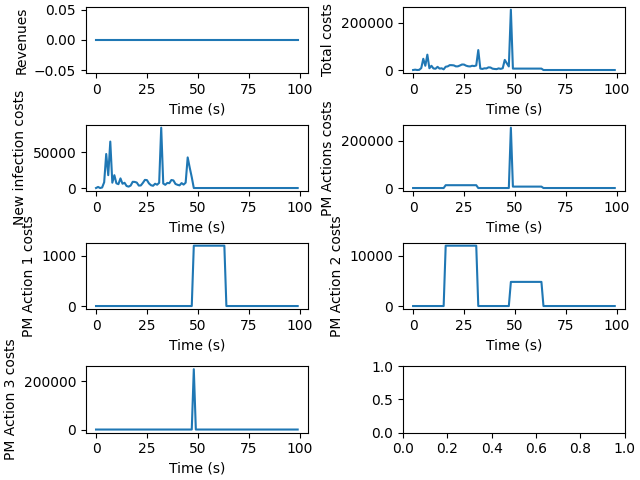 Revenues
0.05
0.00
−0.05
0 25 50 75 100
Time (s)
Total costs
200000
0
0 25 50 75 100
Time (s)
New infection costs
50000
0
0 25 50 75 100
Time (s)
PM Actions costs
200000
0
0 25 50 75 100
Time (s)
PM Action 1 costs
1000
0
0 25 50 75 100
Time (s)
PM Action 2 costs
10000
0
0 25 50 75 100
Time (s)
PM Action 3 costs
200000
0
0 25 50 75 100
Time (s)
1.0
0.5
0.0
0.0 0.2 0.4 0.6 0.8 1.0